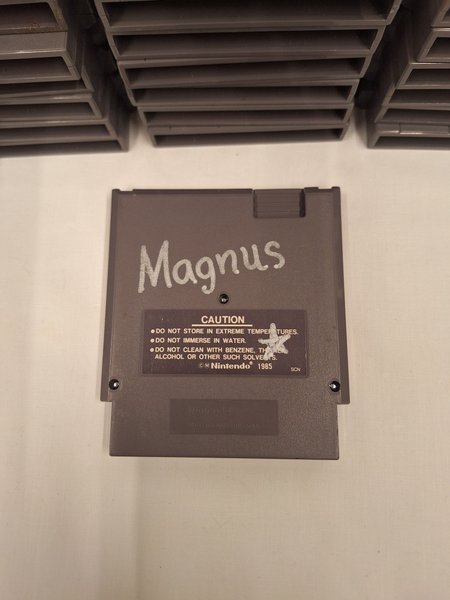 Magnus
CAUTION
● DO NOT STORE IN EXTREME TEMPERATURES.
● DO NOT IMMERSE IN WATER.
● DO NOT CLEAN WITH BENZENE,
ALCOHOL OR OTHER SUCH SOLVENTS.
©™ Nintendo® 1985
SCN